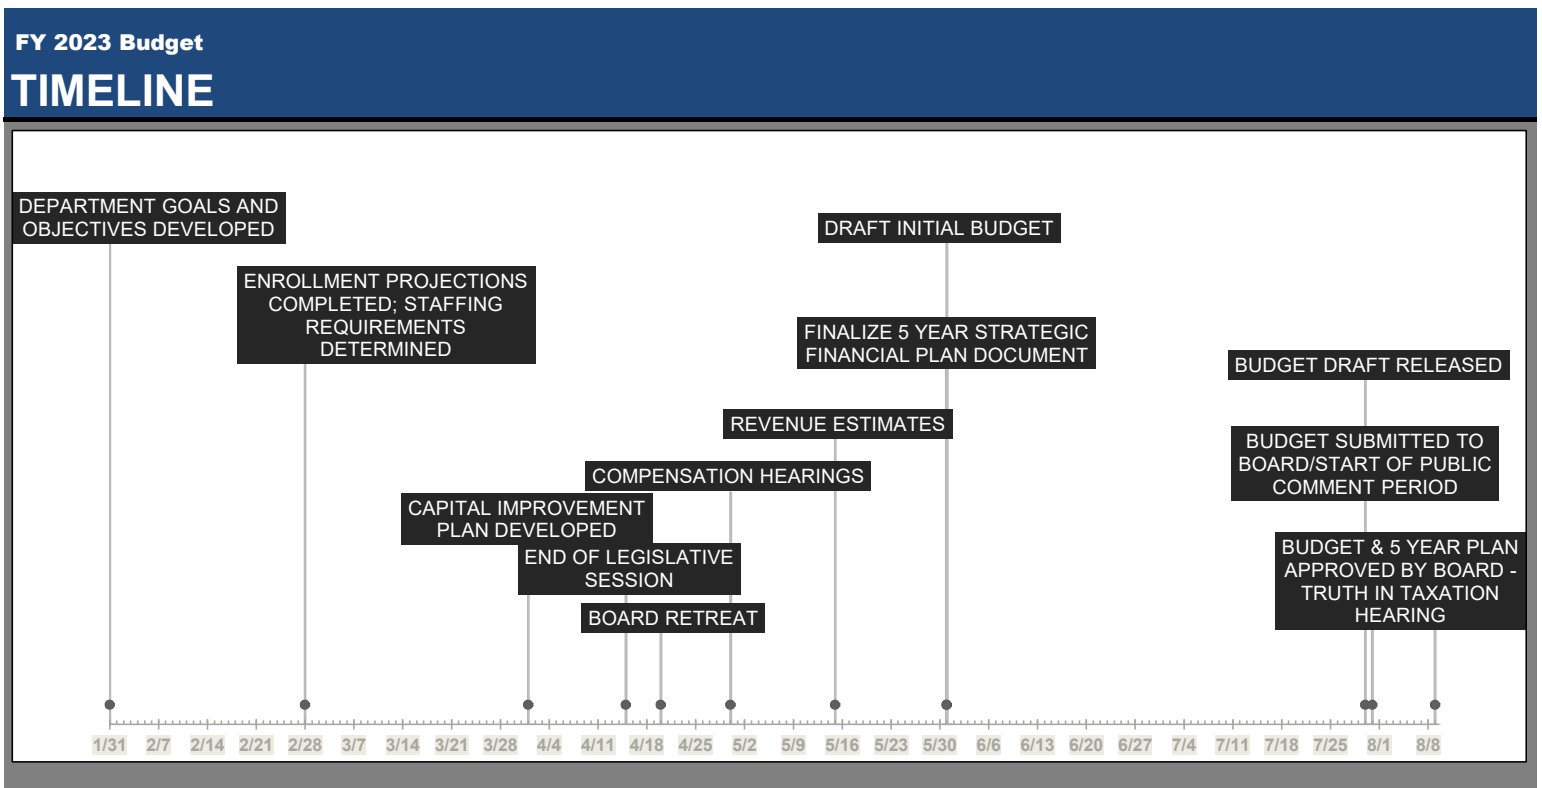 FY 2023 Budget
TIMELINE
DEPARTMENT GOALS AND
OBJECTIVES DEVELOPED
ENROLLMENT PROJECTIONS
COMPLETED; STAFFING
REQUIREMENTS
DETERMINED
CAPITAL IMPROVEMENT
PLAN DEVELOPED
END OF LEGISLATIVE
SESSION
BOARD RETREAT
COMPENSATION HEARINGS
REVENUE ESTIMATES
DRAFT INITIAL BUDGET
FINALIZE 5 YEAR STRATEGIC
FINANCIAL PLAN DOCUMENT
BUDGET DRAFT RELEASED
BUDGET SUBMITTED TO
BOARD/START OF PUBLIC
COMMENT PERIOD
BUDGET & 5 YEAR PLAN
APPROVED BY BOARD -
TRUTH IN TAXATION
HEARING
1/31 2/7 2/14 2/21 2/28 3/7 3/14 3/21 3/28 4/4 4/11 4/18 4/25 5/2 5/9 5/16 5/23 5/30 6/6 6/13 6/20 6/27 7/4 7/11 7/18 7/25 8/1 8/8